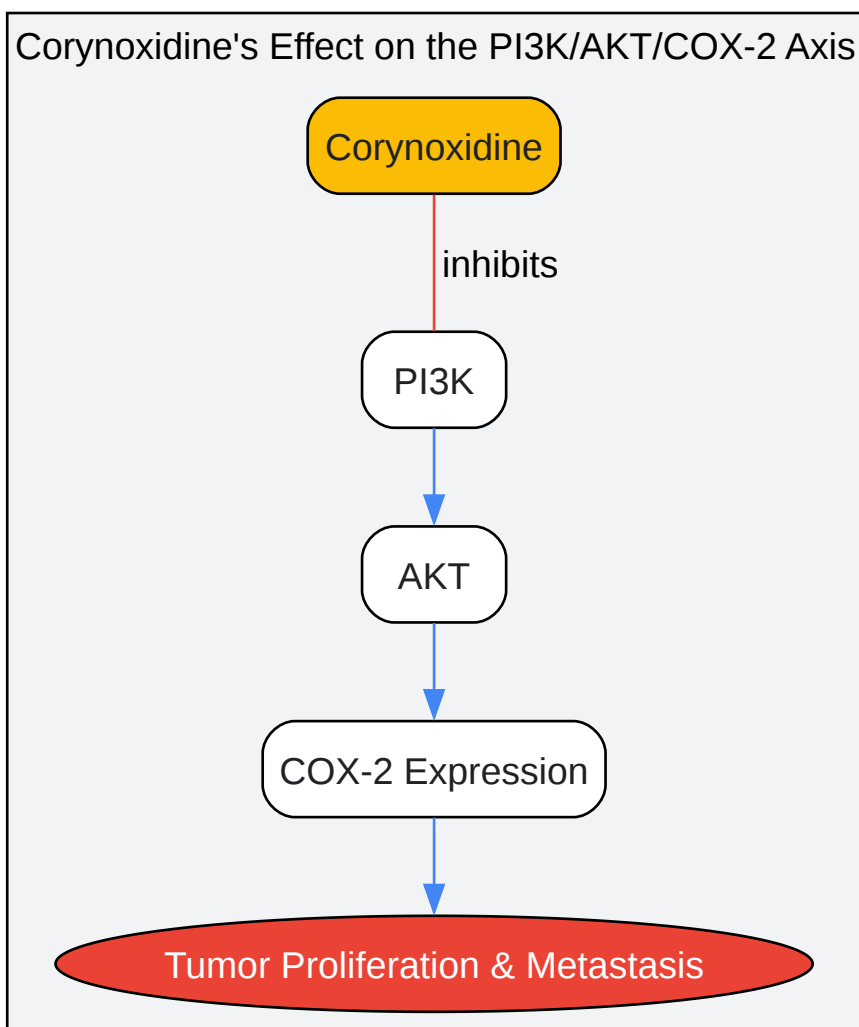 Corynoxidine's Effect on the PI3K/AKT/COX-2 Axis
Corynoxidine
inhibits
PI3K
AKT
COX-2 Expression
Tumor Proliferation & Metastasis